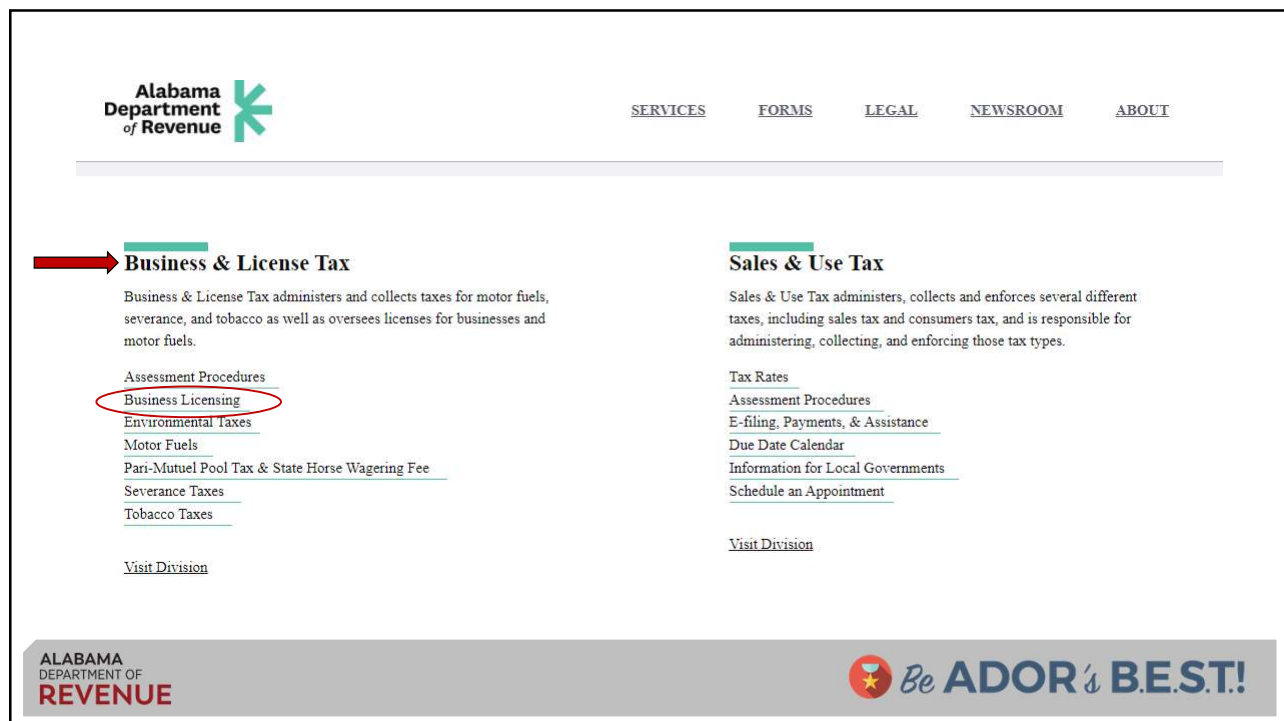 Alabama
Department
of Revenue
SERVICES FORMS LEGAL NEWSROOM ABOUT
Business & License Tax
Business & License Tax administers and collects taxes for motor fuels,
severance, and tobacco as well as oversees licenses for businesses and
motor fuels.
Assessment Procedures
Business Licensing
Environmental Taxes
Motor Fuels
Pari-Mutuel Pool Tax & State Horse Wagering Fee
Severance Taxes
Tobacco Taxes
Visit Division
Sales & Use Tax
Sales & Use Tax administers, collects and enforces several different
taxes, including sales tax and consumers tax, and is responsible for
administering, collecting, and enforcing those tax types.
Tax Rates
Assessment Procedures
E-filing, Payments, & Assistance
Due Date Calendar
Information for Local Governments
Schedule an Appointment
Visit Division
ALABAMA
DEPARTMENT OF
REVENUE
Be ADOR's B.E.S.T.!